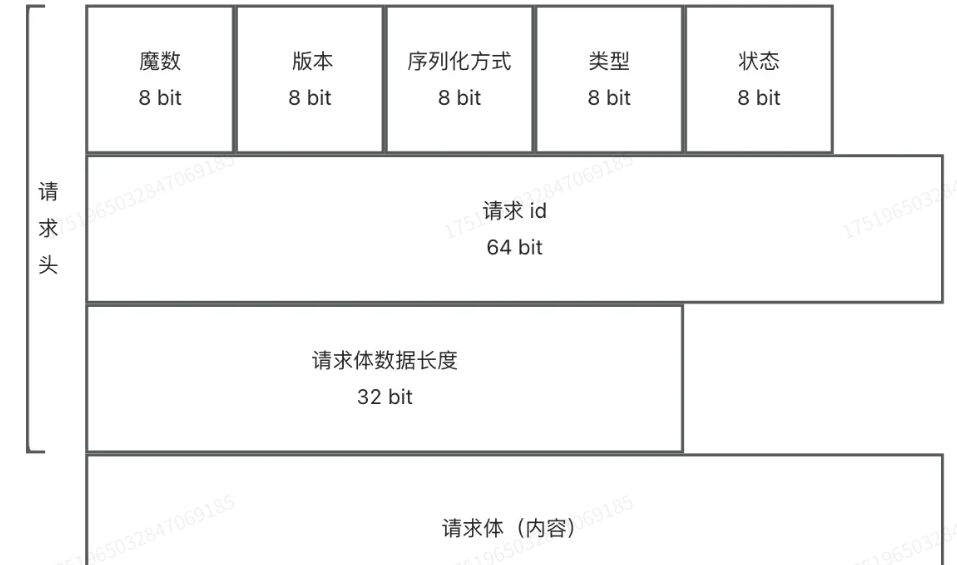 魔数
8 bit
版本
8 bit
序列化方式
8 bit
类型
8 bit
状态
8 bit
请求头
请求 id
64 bit
请求体数据长度
32 bit
请求体（内容）
1751965032847069185
1751965032847069185